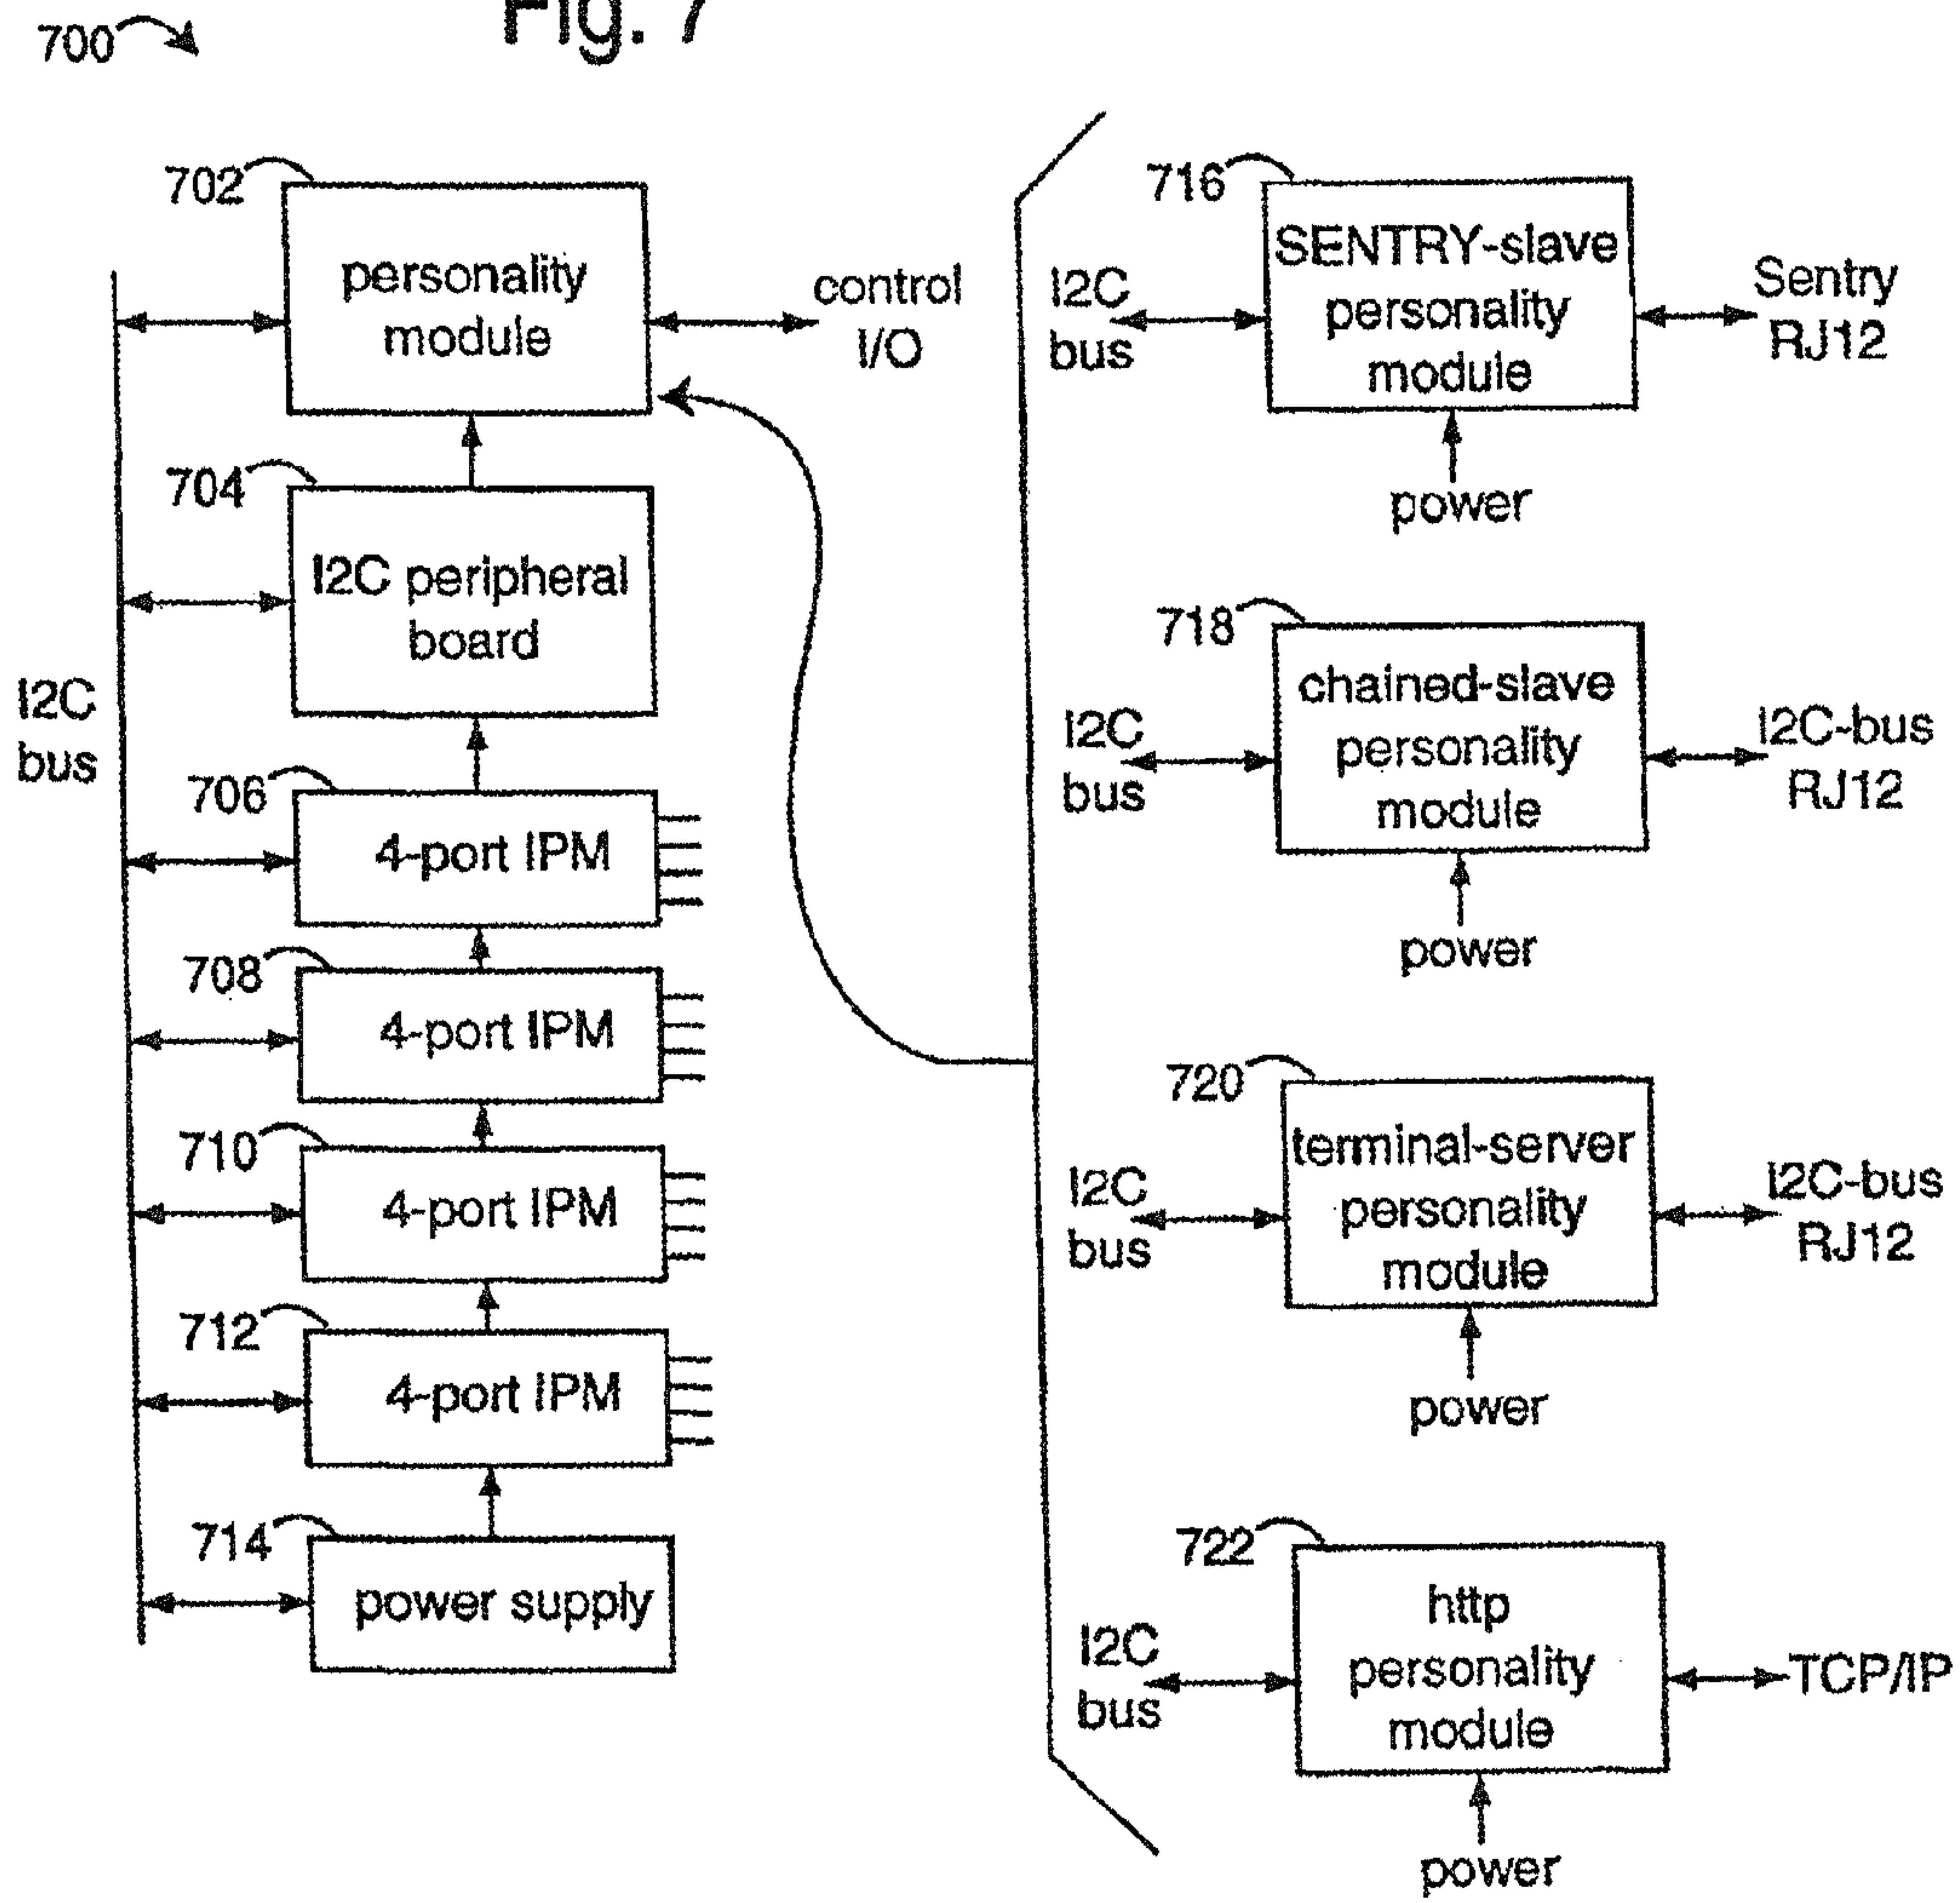 Fig. 7
700
702
personality
module
control
I/O
704
I2C peripheral
board
I2C
bus
706
4-port IPM
708
4-port IPM
710
4-port IPM
712
4-port IPM
714
power supply
716
SENTRY-slave
personality
module
I2C
bus
Sentry
RJ12
power
718
chained-slave
personality
module
I2C
bus
I2C-bus
RJ12
power
720
terminal-server
personality
module
I2C
bus
I2C-bus
RJ12
power
722
http
personality
module
I2C
bus
TCP/IP
power